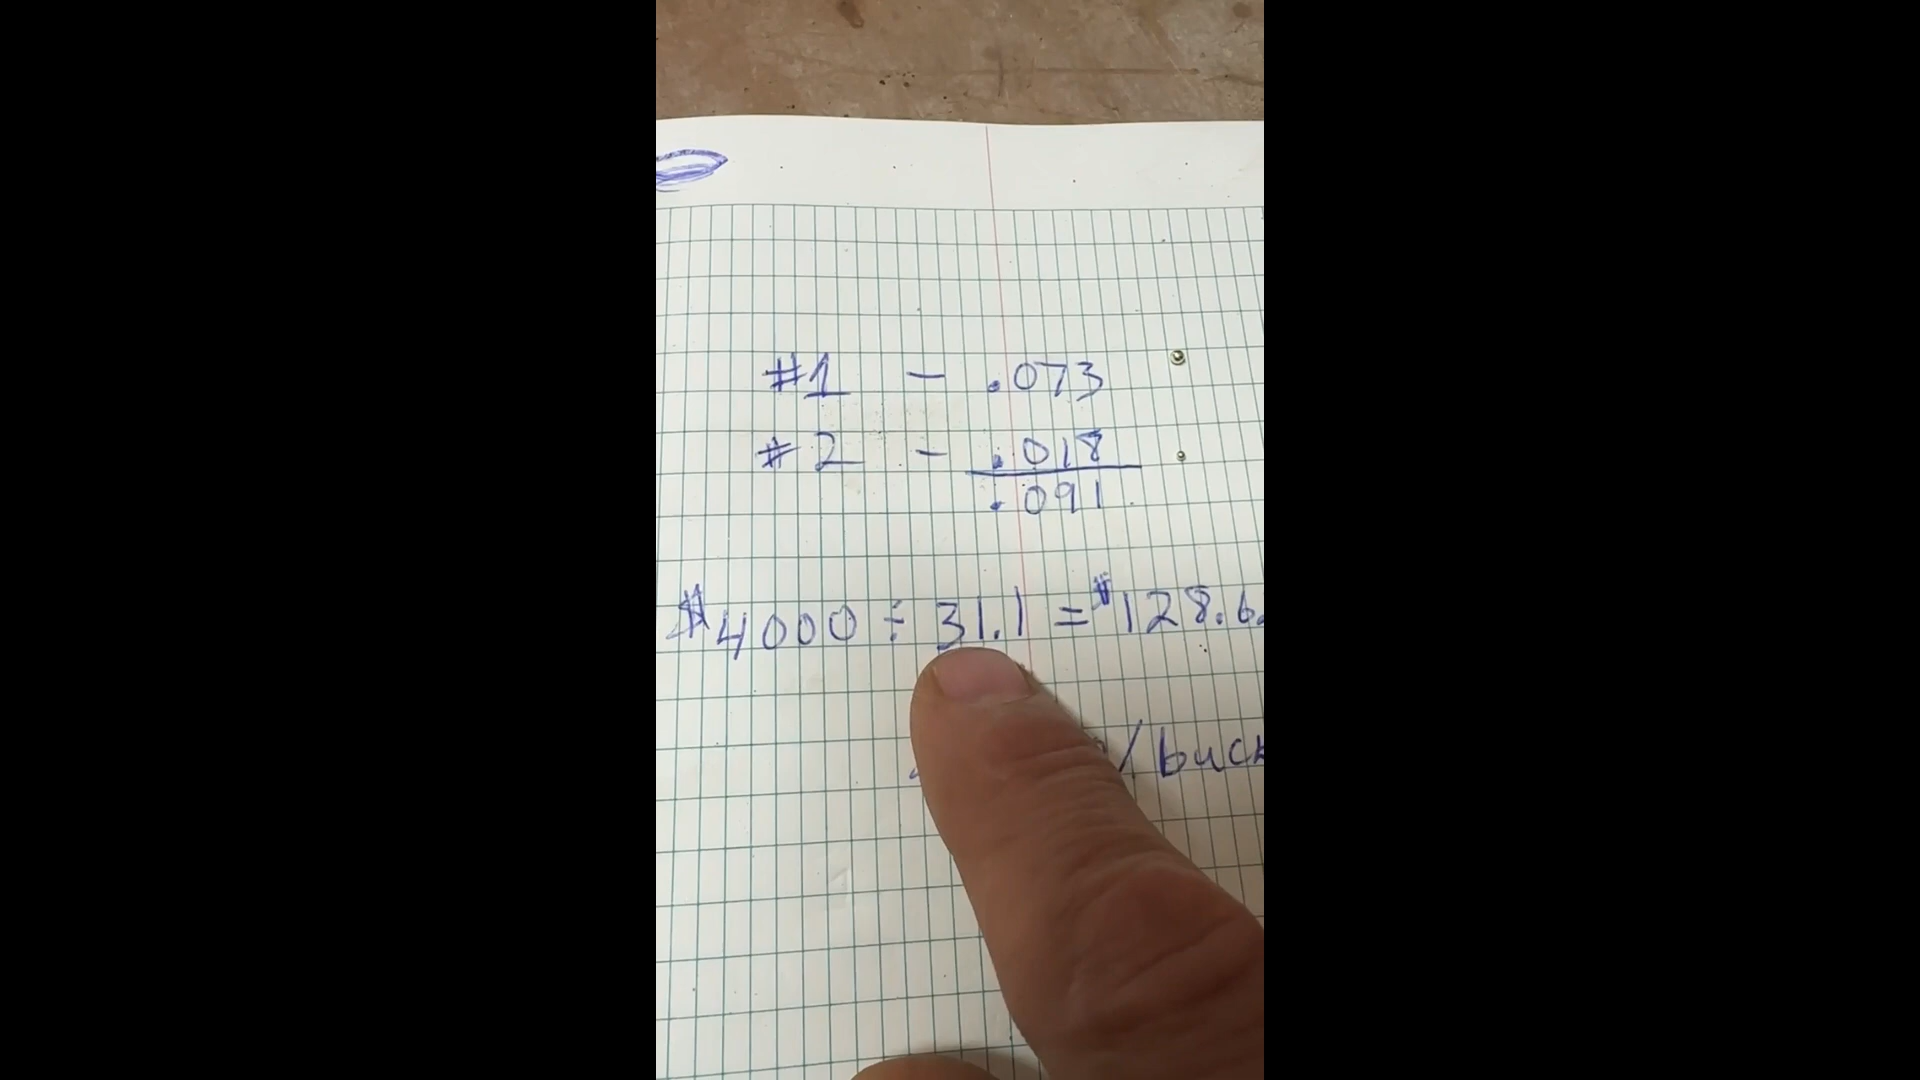 #1 - .073
#2 - .018
.091
$4000 ÷ 31.1 = $128.6
/buck